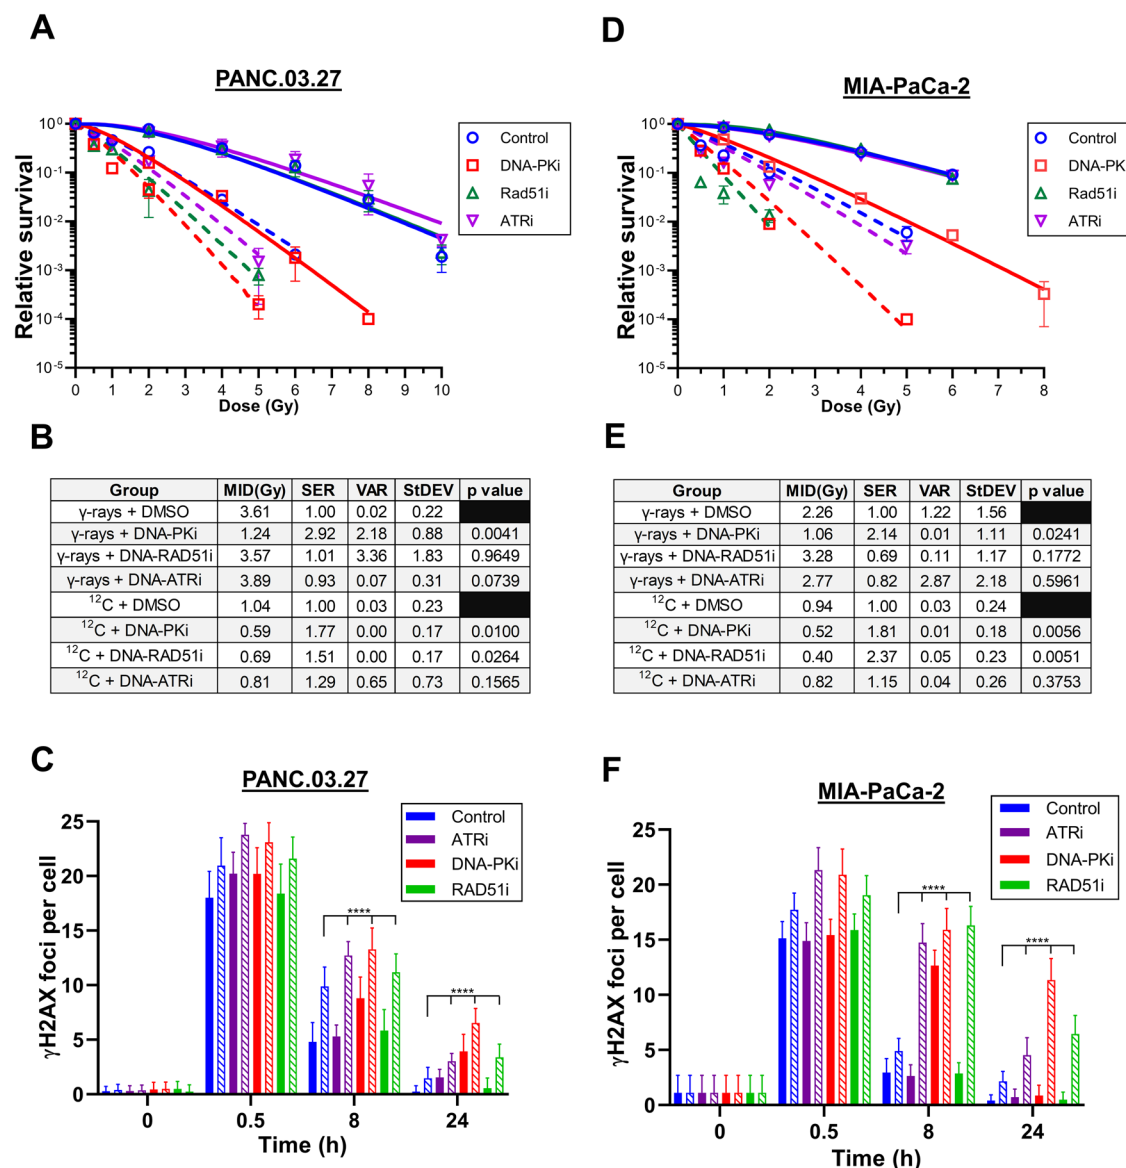 A
PANC.03.27
Relative survival
10⁰
10⁻¹
10⁻²
10⁻³
10⁻⁴
10⁻⁵
0 1 2 3 4 5 6 7 8 9 10
Dose (Gy)
Control
DNA-PKi
Rad51i
ATRi
D
MIA-PaCa-2
Relative survival
10⁰
10⁻¹
10⁻²
10⁻³
10⁻⁴
10⁻⁵
0 1 2 3 4 5 6 7 8
Dose (Gy)
Control
DNA-PKi
Rad51i
ATRi
B
Group MID(Gy) SER VAR StDEV p value
γ-rays + DMSO 3.61 1.00 0.02 0.22
γ-rays + DNA-PKi 1.24 2.92 2.18 0.88 0.0041
γ-rays + DNA-RAD51i 3.57 1.01 3.36 1.83 0.9649
γ-rays + DNA-ATRi 3.89 0.93 0.07 0.31 0.0739
¹²C + DMSO 1.04 1.00 0.03 0.23
¹²C + DNA-PKi 0.59 1.77 0.00 0.17 0.0100
¹²C + DNA-RAD51i 0.69 1.51 0.00 0.17 0.0264
¹²C + DNA-ATRi 0.81 1.29 0.65 0.73 0.1565
E
Group MID(Gy) SER VAR StDEV p value
γ-rays + DMSO 2.26 1.00 1.22 1.56
γ-rays + DNA-PKi 1.06 2.14 0.01 1.11 0.0241
γ-rays + DNA-RAD51i 3.28 0.69 0.11 1.17 0.1772
γ-rays + DNA-ATRi 2.77 0.82 2.87 2.18 0.5961
¹²C + DMSO 0.94 1.00 0.03 0.24
¹²C + DNA-PKi 0.52 1.81 0.01 0.18 0.0056
¹²C + DNA-RAD51i 0.40 2.37 0.05 0.23 0.0051
¹²C + DNA-ATRi 0.82 1.15 0.04 0.26 0.3753
C
PANC.03.27
γH2AX foci per cell
25
20
15
10
5
0
Control
ATRi
DNA-PKi
RAD51i
****
****
0 0.5 8 24
Time (h)
F
MIA-PaCa-2
γH2AX foci per cell
25
20
15
10
5
0
Control
ATRi
DNA-PKi
RAD51i
****
****
0 0.5 8 24
Time (h)